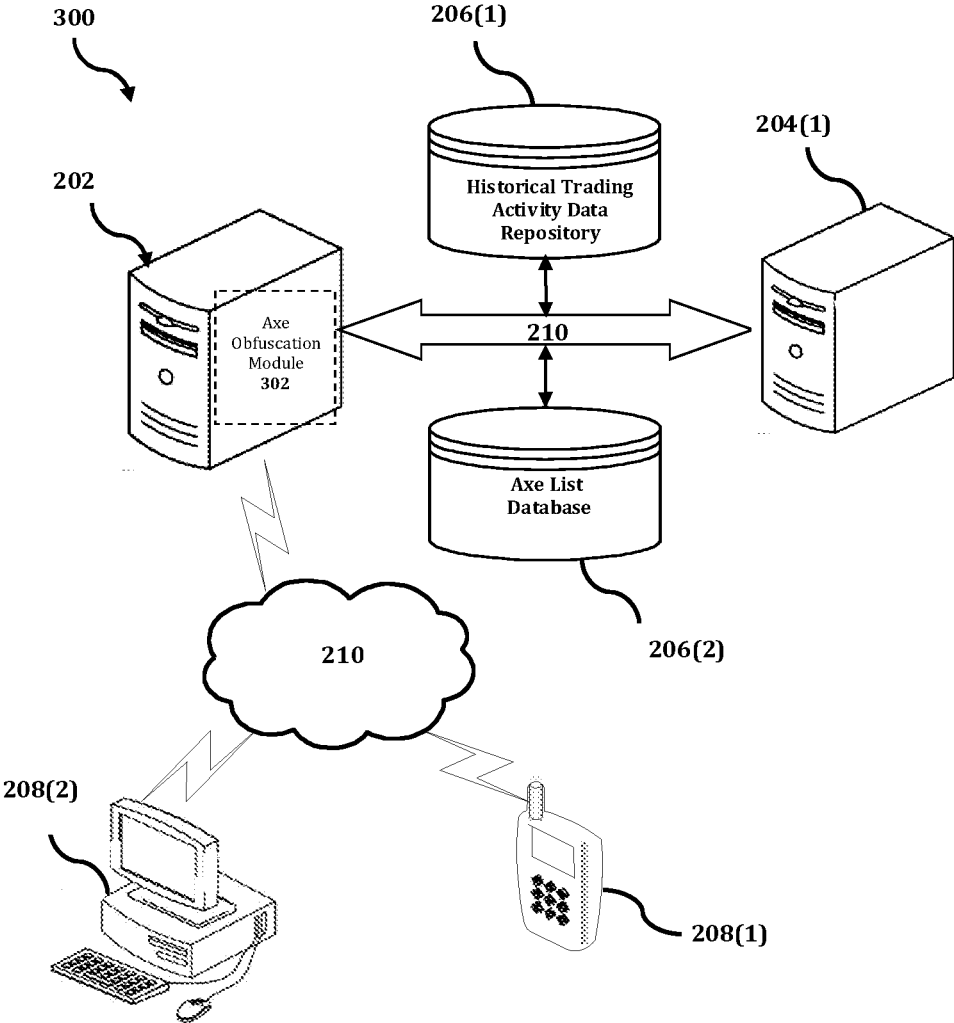 300
206(1)
204(1)
202
Historical Trading
Activity Data
Repository
Axe
Obfuscation
Module
302
210
Axe List
Database
206(2)
210
208(2)
208(1)